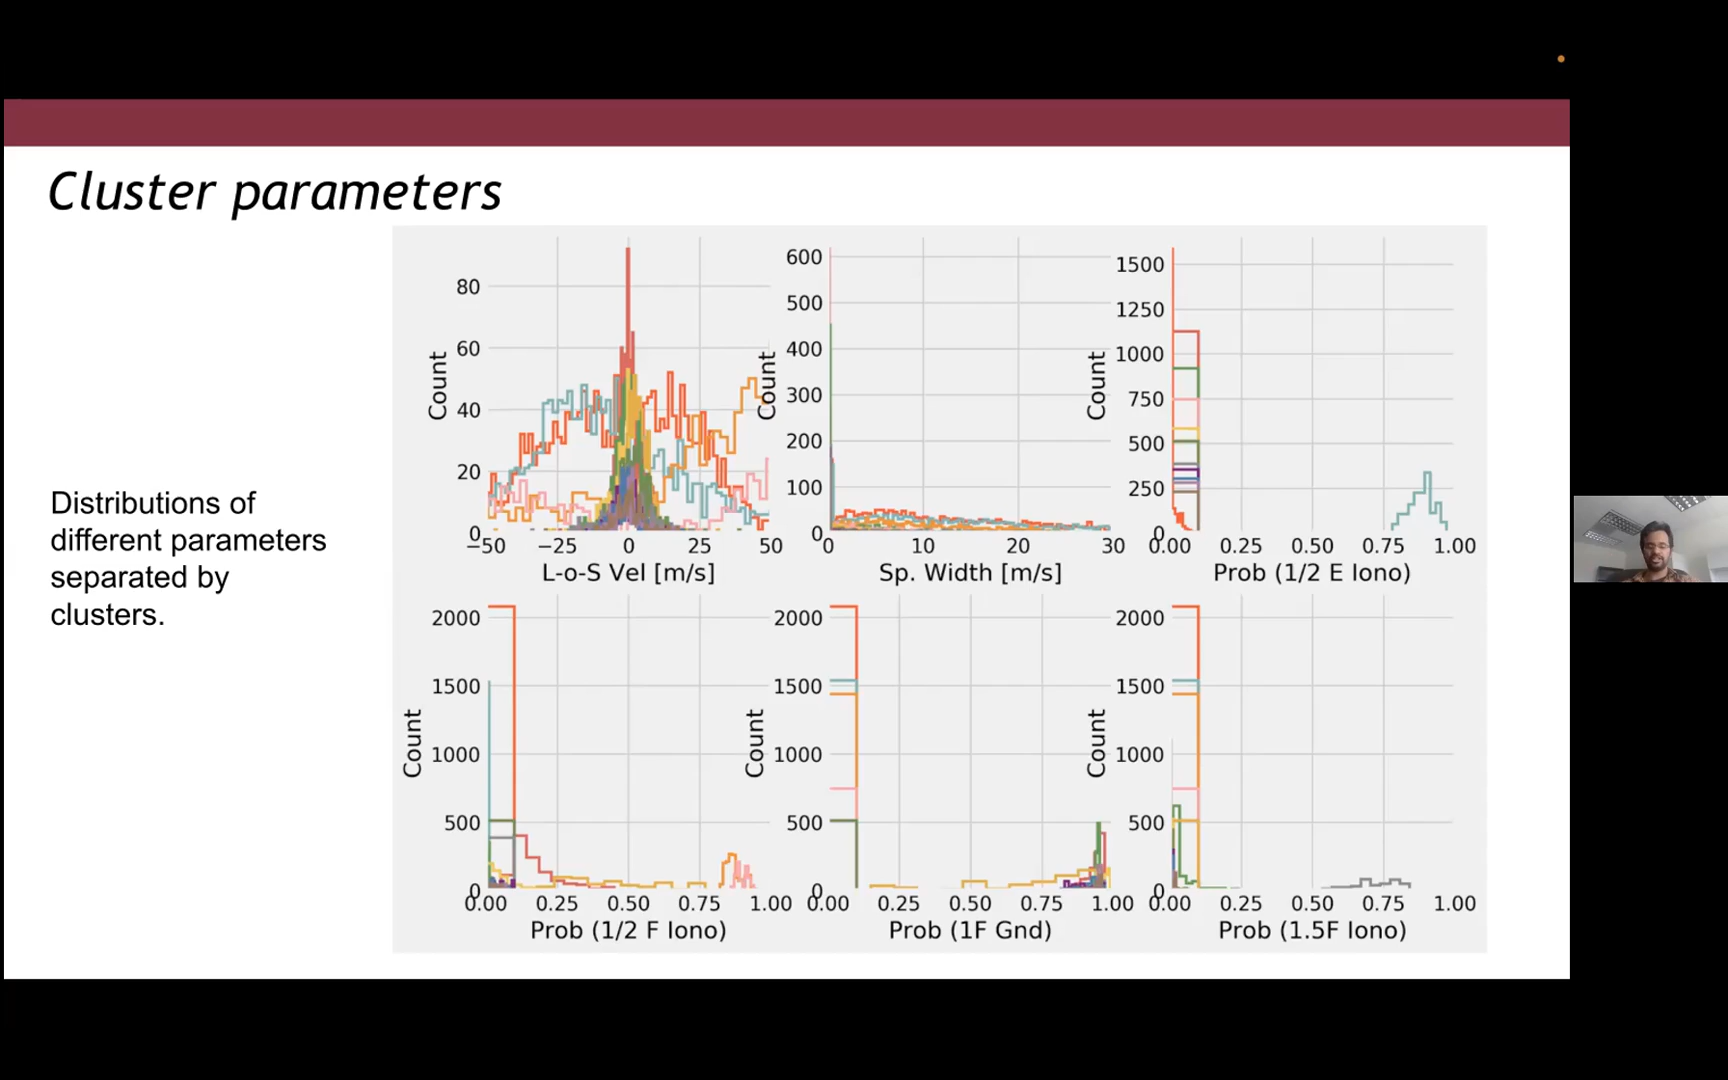 Cluster parameters
Distributions of
different parameters
separated by
clusters.
Count
80
60
40
20
0
−50 −25 0 25 50
L-o-S Vel [m/s]
Count
600
500
400
300
200
100
0
0 10 20 30
Sp. Width [m/s]
Count
1500
1250
1000
750
500
250
0
0.00 0.25 0.50 0.75 1.00
Prob (1/2 E Iono)
Count
2000
1500
1000
500
0
0.00 0.25 0.50 0.75 1.00
Prob (1/2 F Iono)
Count
2000
1500
1000
500
0
0.00 0.25 0.50 0.75 1.00
Prob (1F Gnd)
Count
2000
1500
1000
500
0
0.00 0.25 0.50 0.75 1.00
Prob (1.5F Iono)